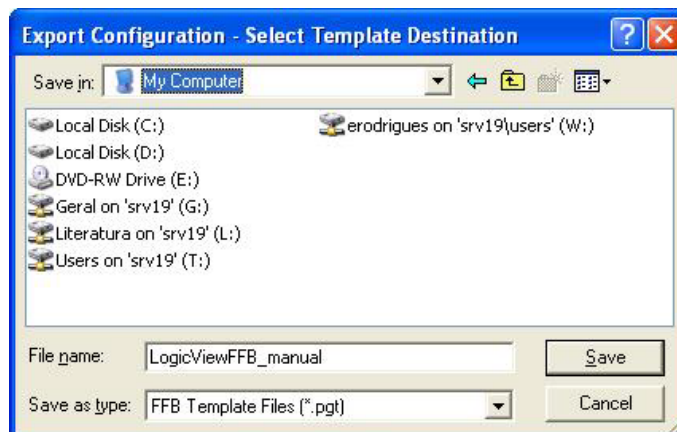 Export Configuration - Select Template Destination
Save in: My Computer
Local Disk (C:)
Local Disk (D:)
DVD-RW Drive (E:)
Geral on 'srv19' (G:)
Literatura on 'srv19' (L:)
Users on 'srv19' (T:)
erodrigues on 'srv19\users' (W:)
File name: LogicViewFFB_manual
Save
Save as type: FFB Template Files (*.pgt)
Cancel